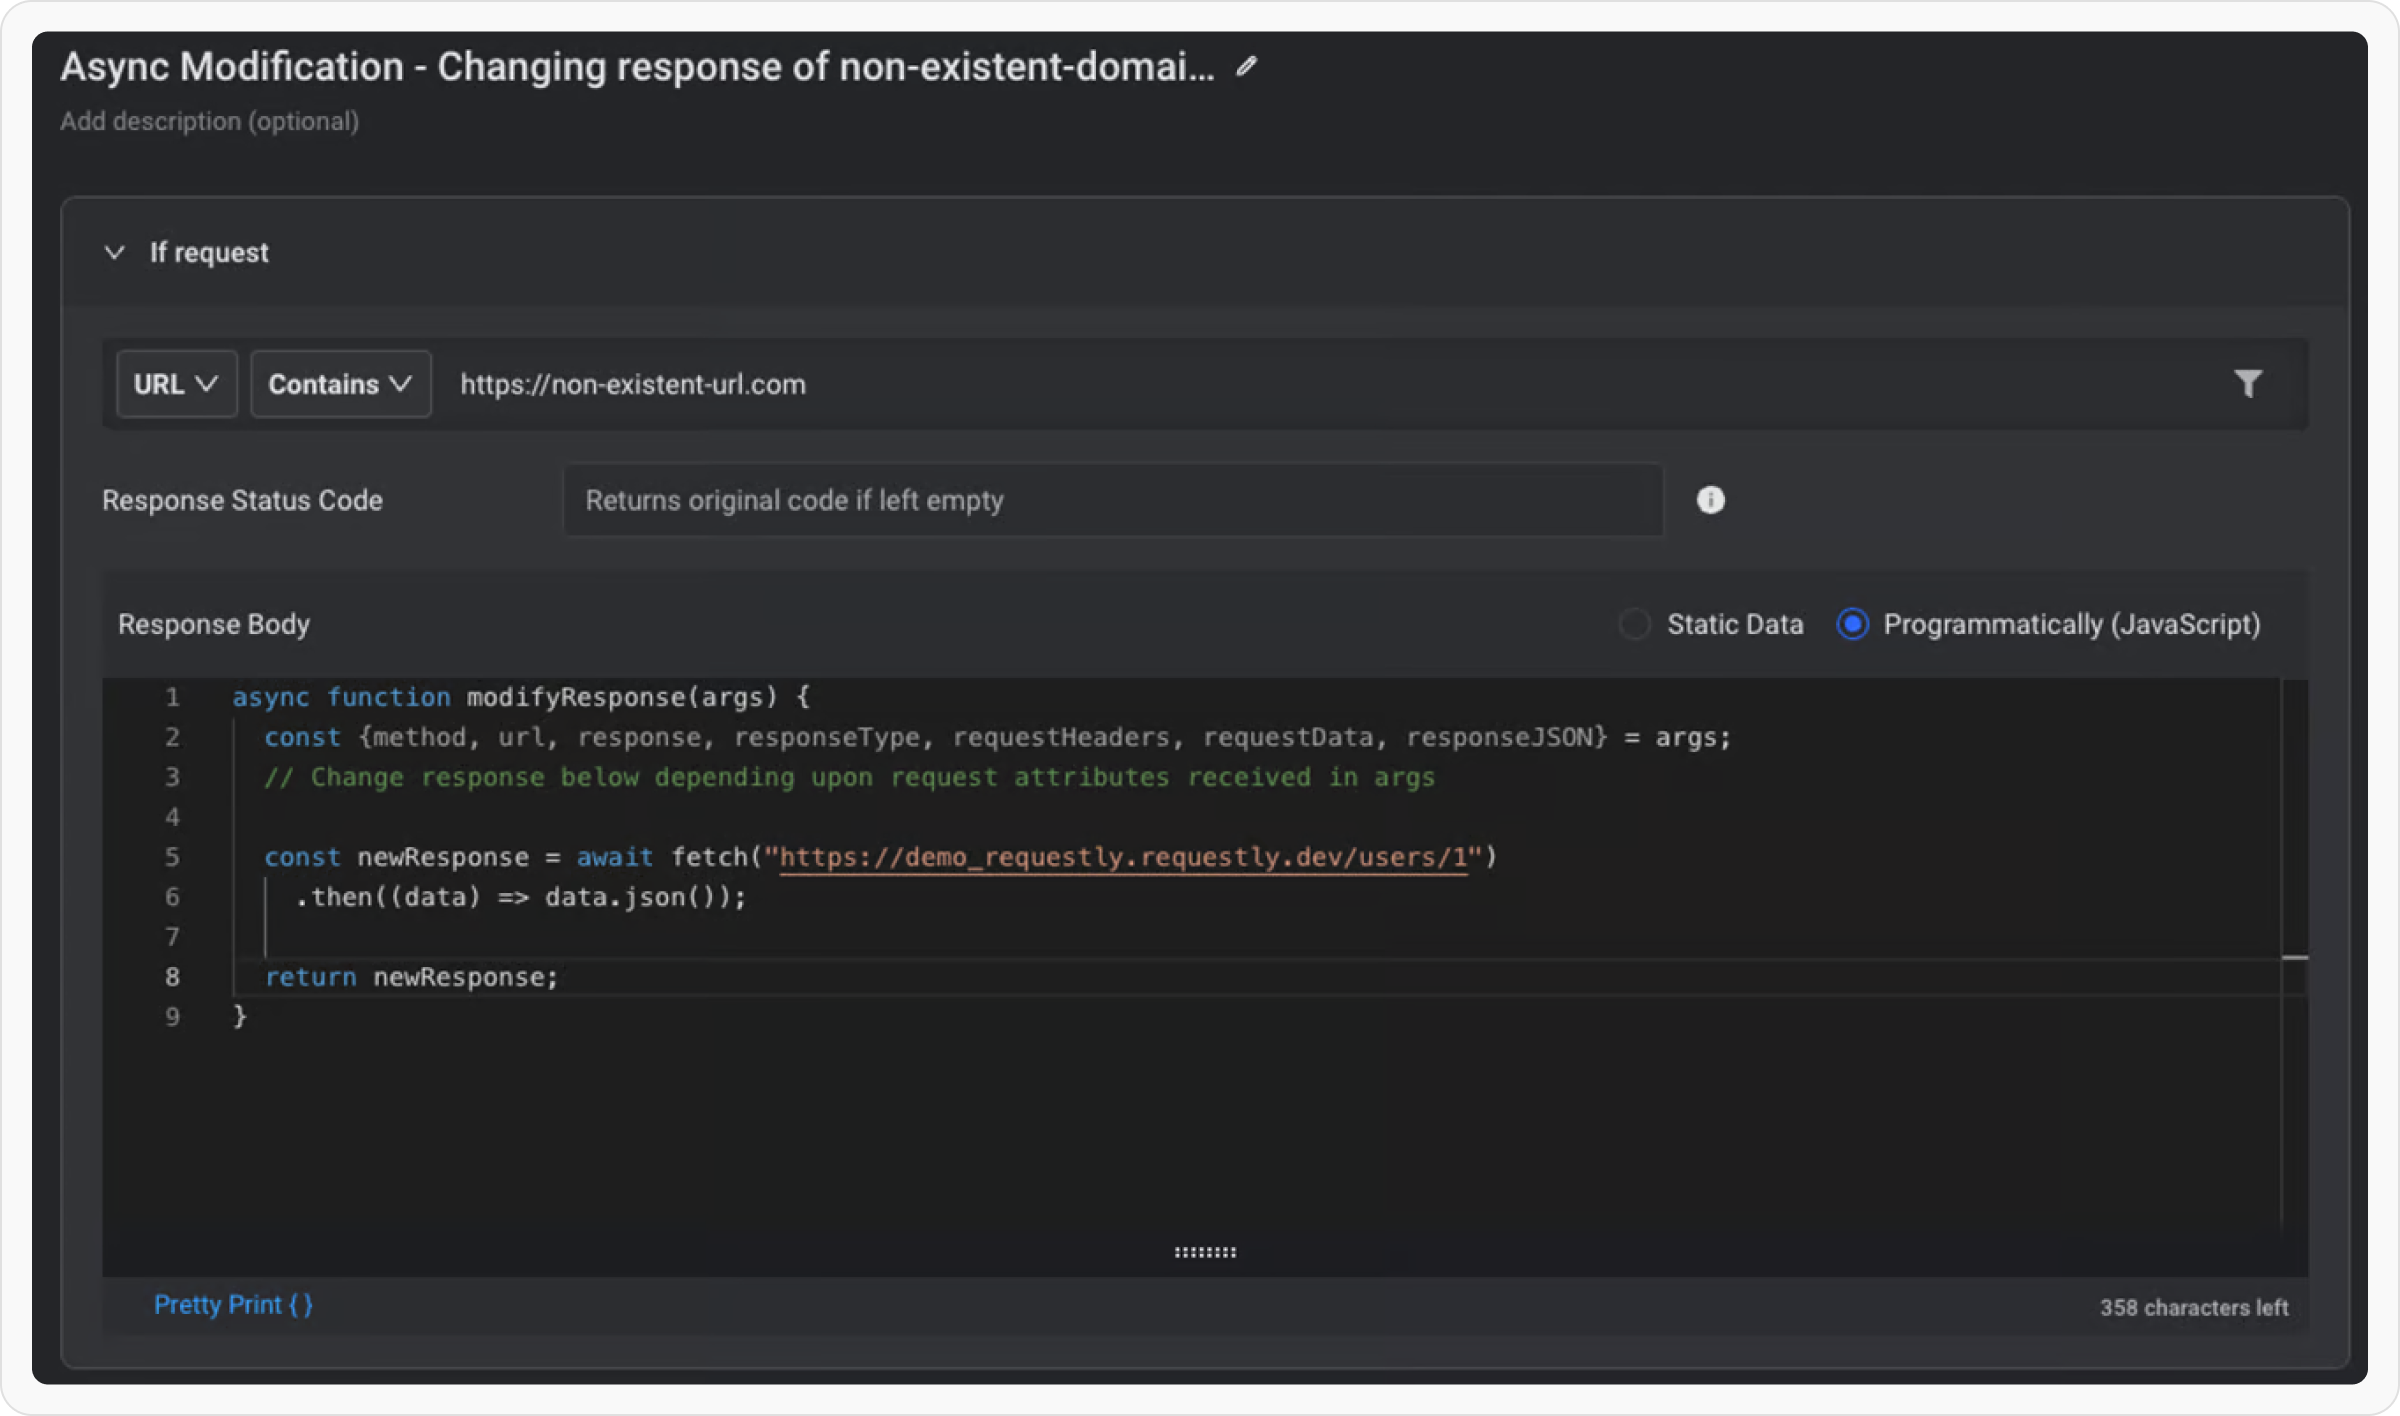 Async Modification - Changing response of non-existent-domai...
Add description (optional)
If request
URL Contains https://non-existent-url.com
Response Status Code Returns original code if left empty
Response Body Static Data Programmatically (JavaScript)
1 async function modifyResponse(args) {
2 const {method, url, response, responseType, requestHeaders, requestData, responseJSON} = args;
3 // Change response below depending upon request attributes received in args
4
5 const newResponse = await fetch("https://demo_requestly.requestly.dev/users/1")
6 .then((data) => data.json());
7
8 return newResponse;
9 }
Pretty Print { } 358 characters left